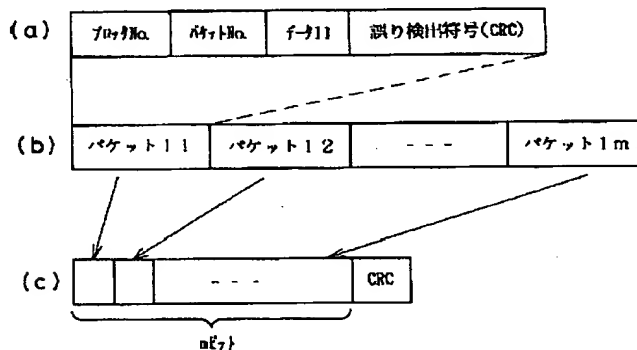 (a) ブロックNo. パケットNo. データ11 誤り検出符号(CRC)
(b) パケット11 パケット12 --- パケット1m
(c) --- CRC
mビット